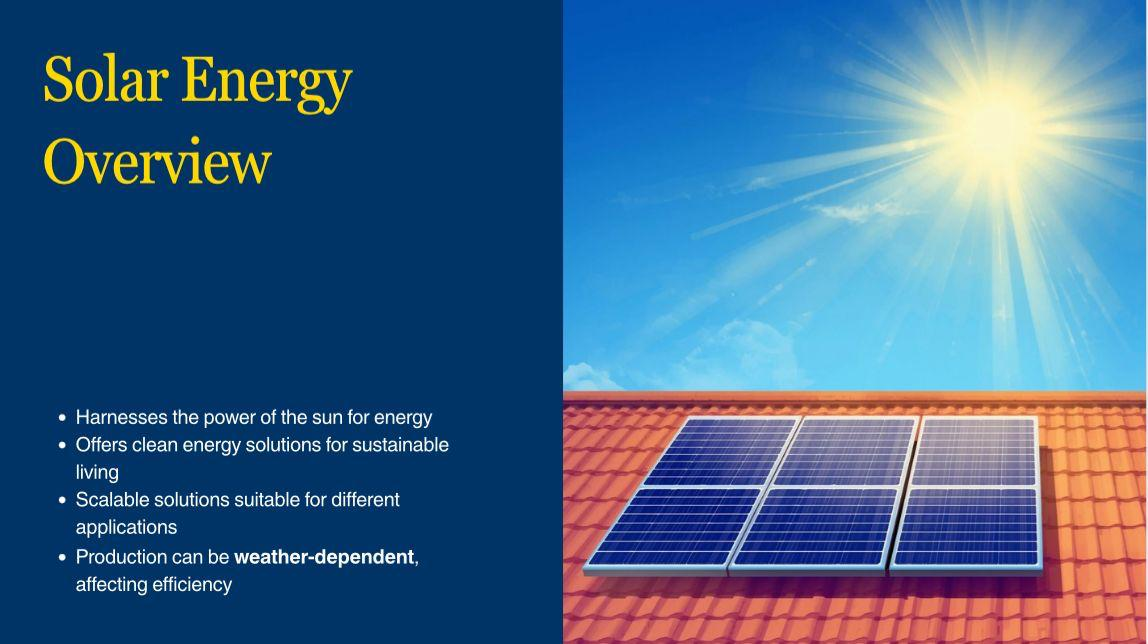 Solar Energy
Overview
• Harnesses the power of the sun for energy
• Offers clean energy solutions for sustainable
living
• Scalable solutions suitable for different
applications
• Production can be weather-dependent,
affecting efficiency